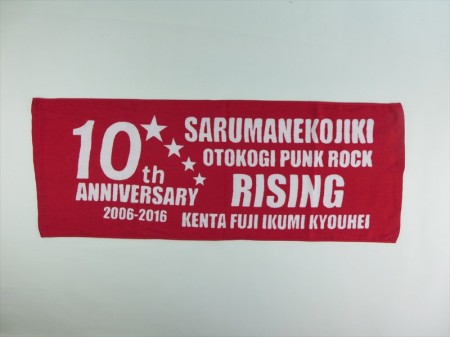 10th
ANNIVERSARY
2006-2016
SARUMANEKOJIKI
OTOKOGI PUNK ROCK
RISING
KENTA FUJI IKUMI KYOUHEI